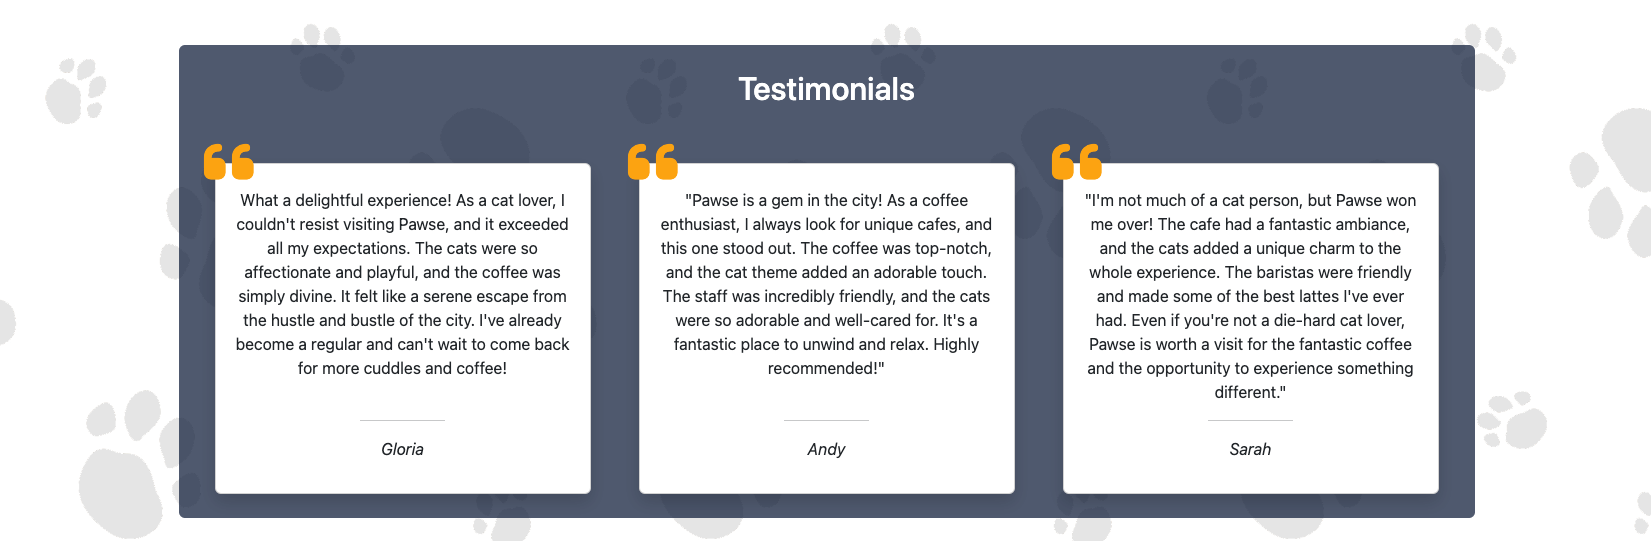 Testimonials
What a delightful experience! As a cat lover, I
couldn't resist visiting Pawse, and it exceeded
all my expectations. The cats were so
affectionate and playful, and the coffee was
simply divine. It felt like a serene escape from
the hustle and bustle of the city. I've already
become a regular and can't wait to come back
for more cuddles and coffee!
Gloria
"Pawse is a gem in the city! As a coffee
enthusiast, I always look for unique cafes, and
this one stood out. The coffee was top-notch,
and the cat theme added an adorable touch.
The staff was incredibly friendly, and the cats
were so adorable and well-cared for. It's a
fantastic place to unwind and relax. Highly
recommended!"
Andy
"I'm not much of a cat person, but Pawse won
me over! The cafe had a fantastic ambiance,
and the cats added a unique charm to the
whole experience. The baristas were friendly
and made some of the best lattes I've ever
had. Even if you're not a die-hard cat lover,
Pawse is worth a visit for the fantastic coffee
and the opportunity to experience something
different."
Sarah